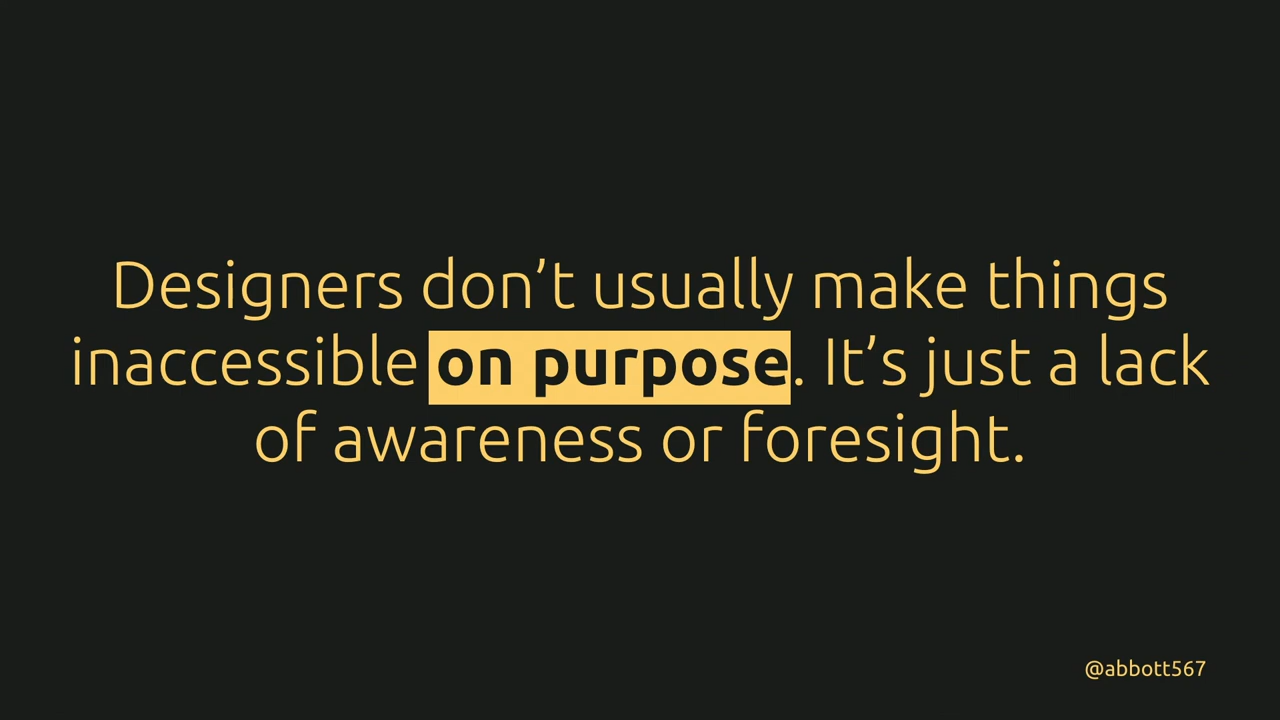 Designers don’t usually make things
inaccessible on purpose. It’s just a lack
of awareness or foresight.
@abbott567